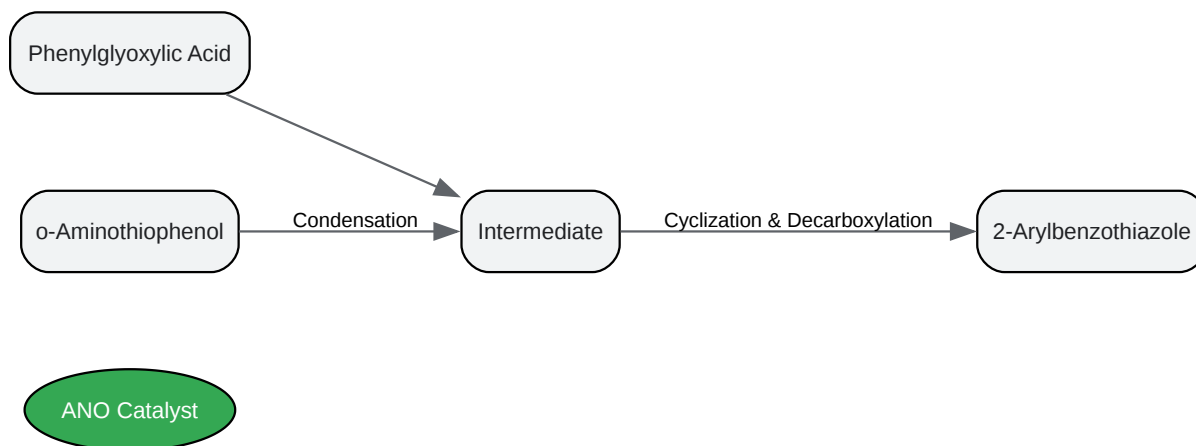 Phenylglyoxylic Acid
o-Aminothiophenol
Condensation
Intermediate
Cyclization & Decarboxylation
2-Arylbenzothiazole
ANO Catalyst